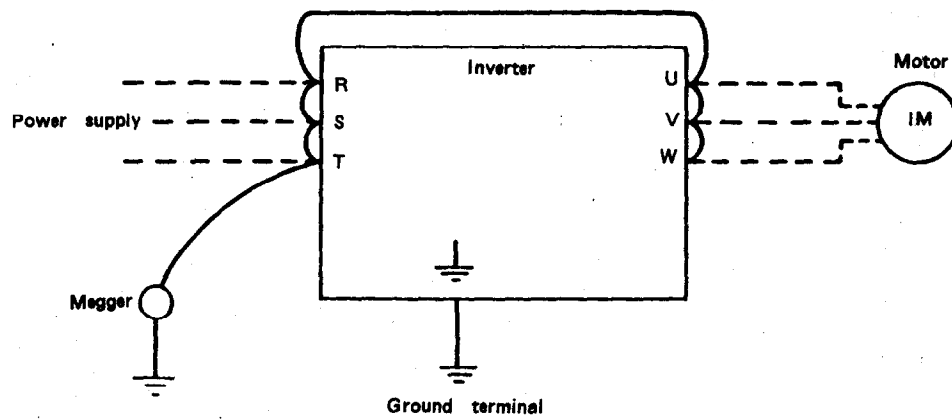 Inverter
Motor
R
U
Power supply
S
V
IM
T
W
Megger
Ground terminal